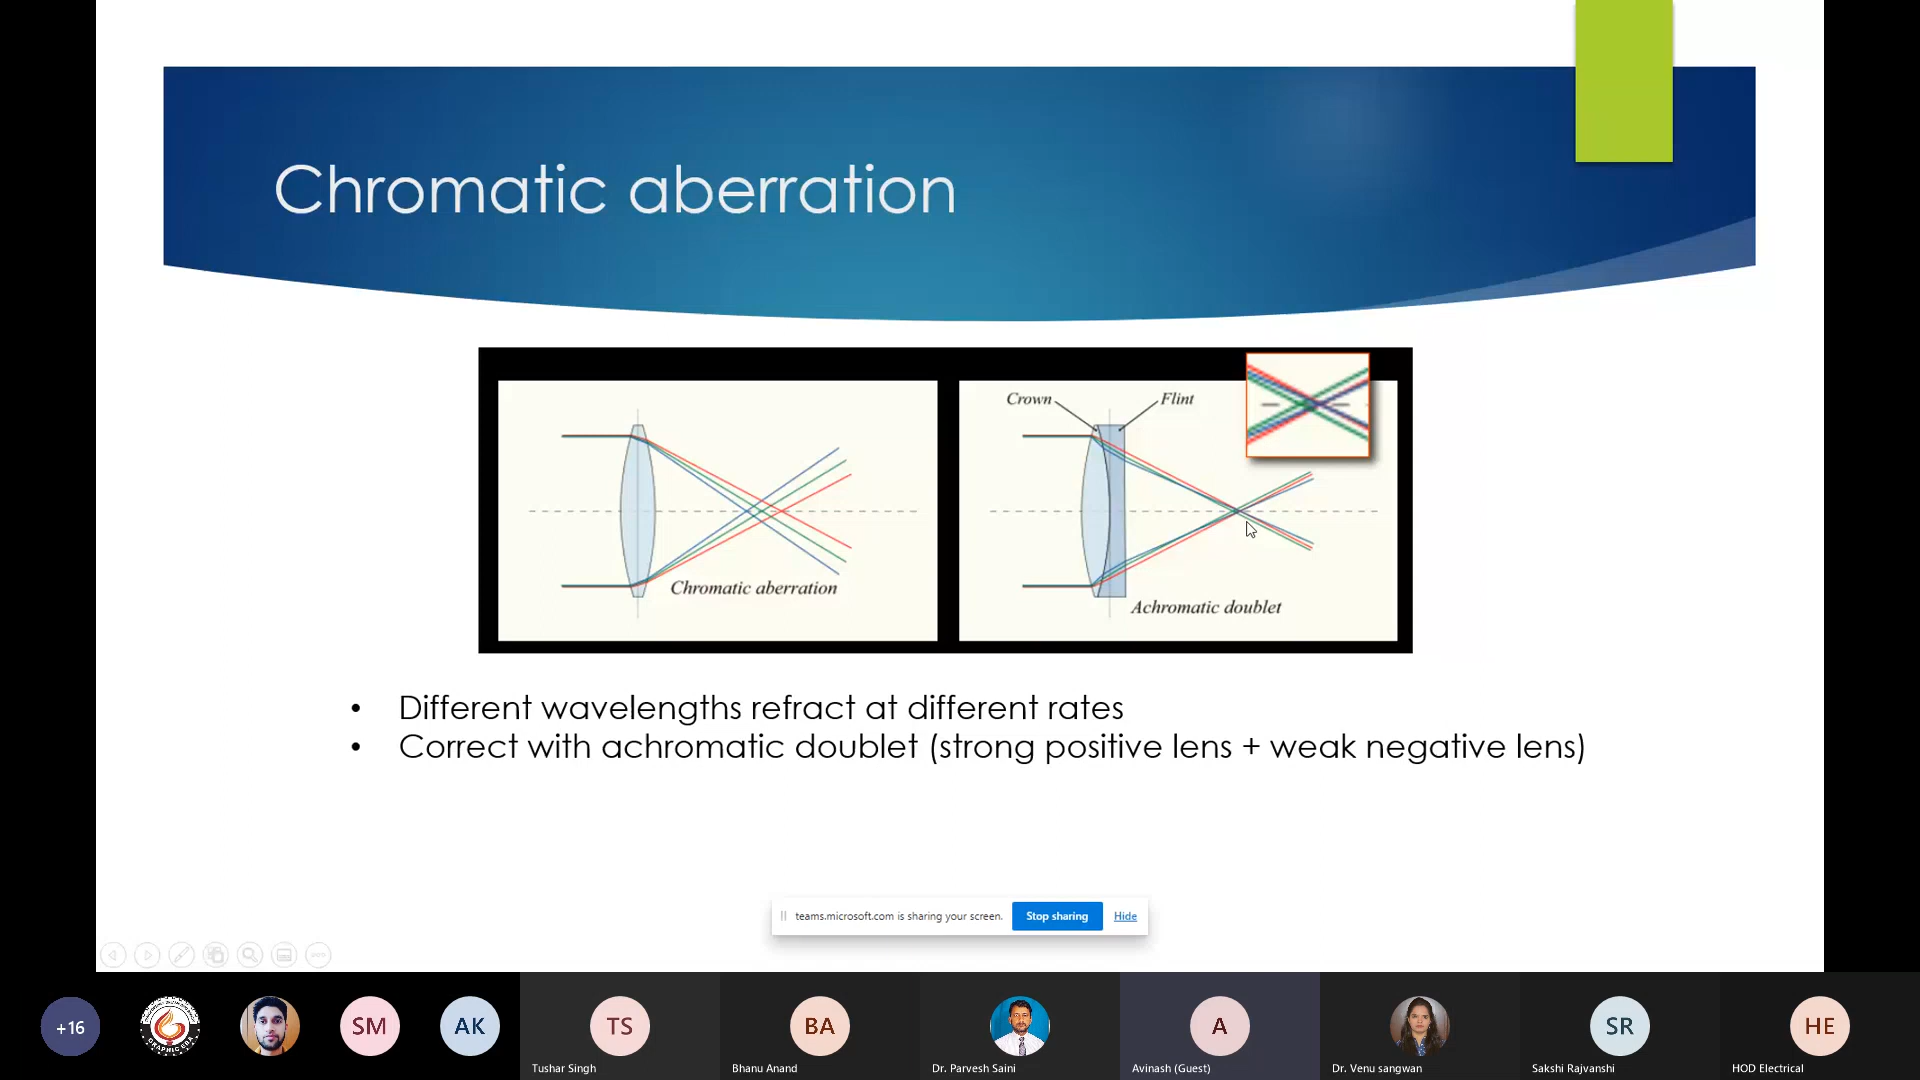 Chromatic aberration
Crown
Flint
Chromatic aberration
Achromatic doublet
• Different wavelengths refract at different rates
• Correct with achromatic doublet (strong positive lens + weak negative lens)
teams.microsoft.com is sharing your screen.
Stop sharing
Hide
+16
SM
AK
TS
BA
A
SR
HE
Tushar Singh
Bhanu Anand
Dr. Parvesh Saini
Avinash (Guest)
Dr. Venu sangwan
Sakshi Rajvanshi
HOD Electrical